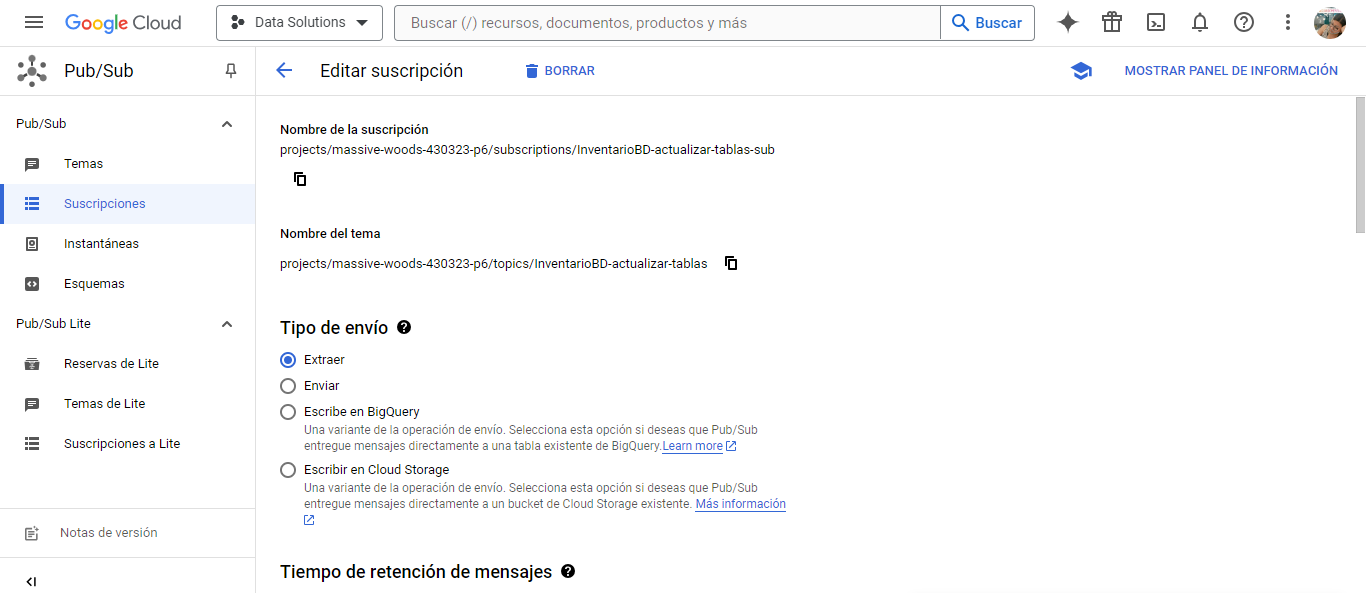 Google Cloud
Data Solutions
Buscar (/) recursos, documentos, productos y más
Buscar
Pub/Sub
Editar suscripción
BORRAR
MOSTRAR PANEL DE INFORMACIÓN
Pub/Sub
Temas
Suscripciones
Instantáneas
Esquemas
Pub/Sub Lite
Reservas de Lite
Temas de Lite
Suscripciones a Lite
Notas de versión
Nombre de la suscripción
projects/massive-woods-430323-p6/subscriptions/InventarioBD-actualizar-tablas-sub
Nombre del tema
projects/massive-woods-430323-p6/topics/InventarioBD-actualizar-tablas
Tipo de envío
Extraer
Enviar
Escribe en BigQuery
Una variante de la operación de envío. Selecciona esta opción si deseas que Pub/Sub
entregue mensajes directamente a una tabla existente de BigQuery.Learn more
Escribir en Cloud Storage
Una variante de la operación de envío. Selecciona esta opción si deseas que Pub/Sub
entregue mensajes directamente a un bucket de Cloud Storage existente. Más información
Tiempo de retención de mensajes